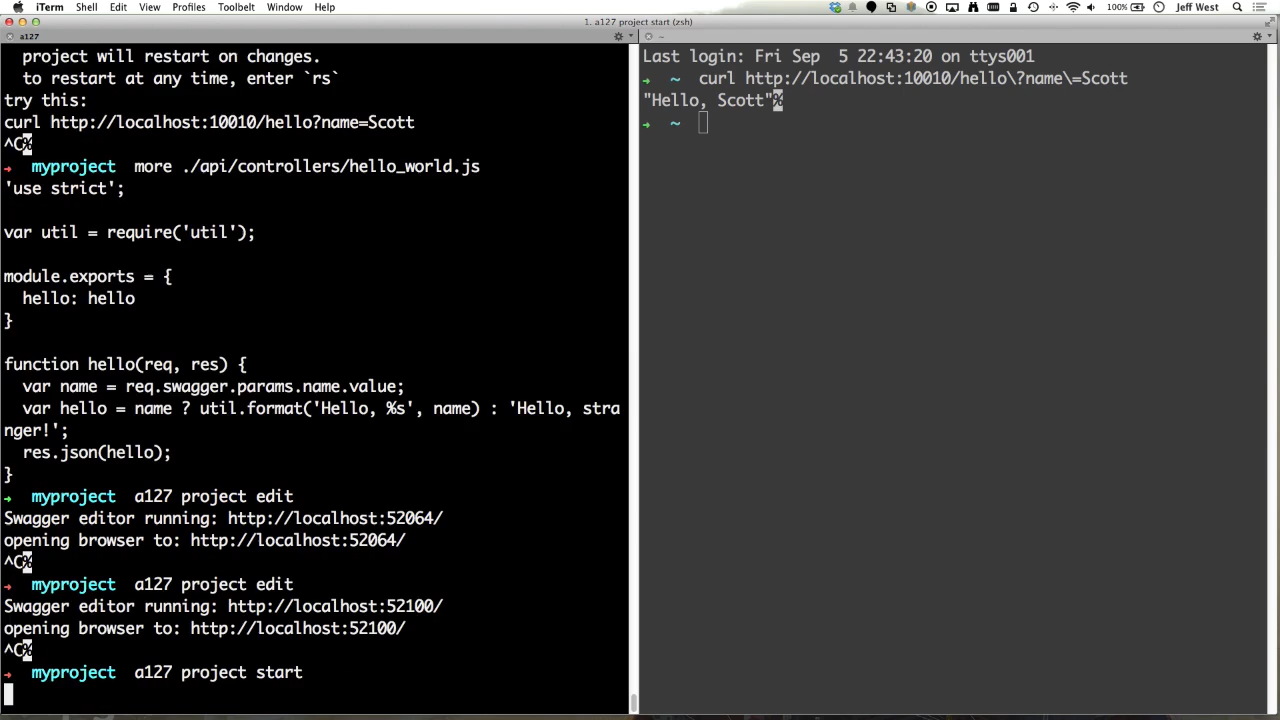 iTerm Shell Edit View Profiles Toolbelt Window Help 100% Jeff West
1. a127 project start (zsh)
a127
project will restart on changes.
to restart at any time, enter `rs`
try this:
curl http://localhost:10010/hello?name=Scott
^C%
➜ myproject more ./api/controllers/hello_world.js
'use strict';
var util = require('util');
module.exports = {
hello: hello
}
function hello(req, res) {
var name = req.swagger.params.name.value;
var hello = name ? util.format('Hello, %s', name) : 'Hello, stra
nger!';
res.json(hello);
}
➜ myproject a127 project edit
Swagger editor running: http://localhost:52064/
opening browser to: http://localhost:52064/
^C%
➜ myproject a127 project edit
Swagger editor running: http://localhost:52100/
opening browser to: http://localhost:52100/
^C%
➜ myproject a127 project start
~
Last login: Fri Sep 5 22:43:20 on ttys001
➜ ~ curl http://localhost:10010/hello\?name\=Scott
"Hello, Scott"%
➜ ~